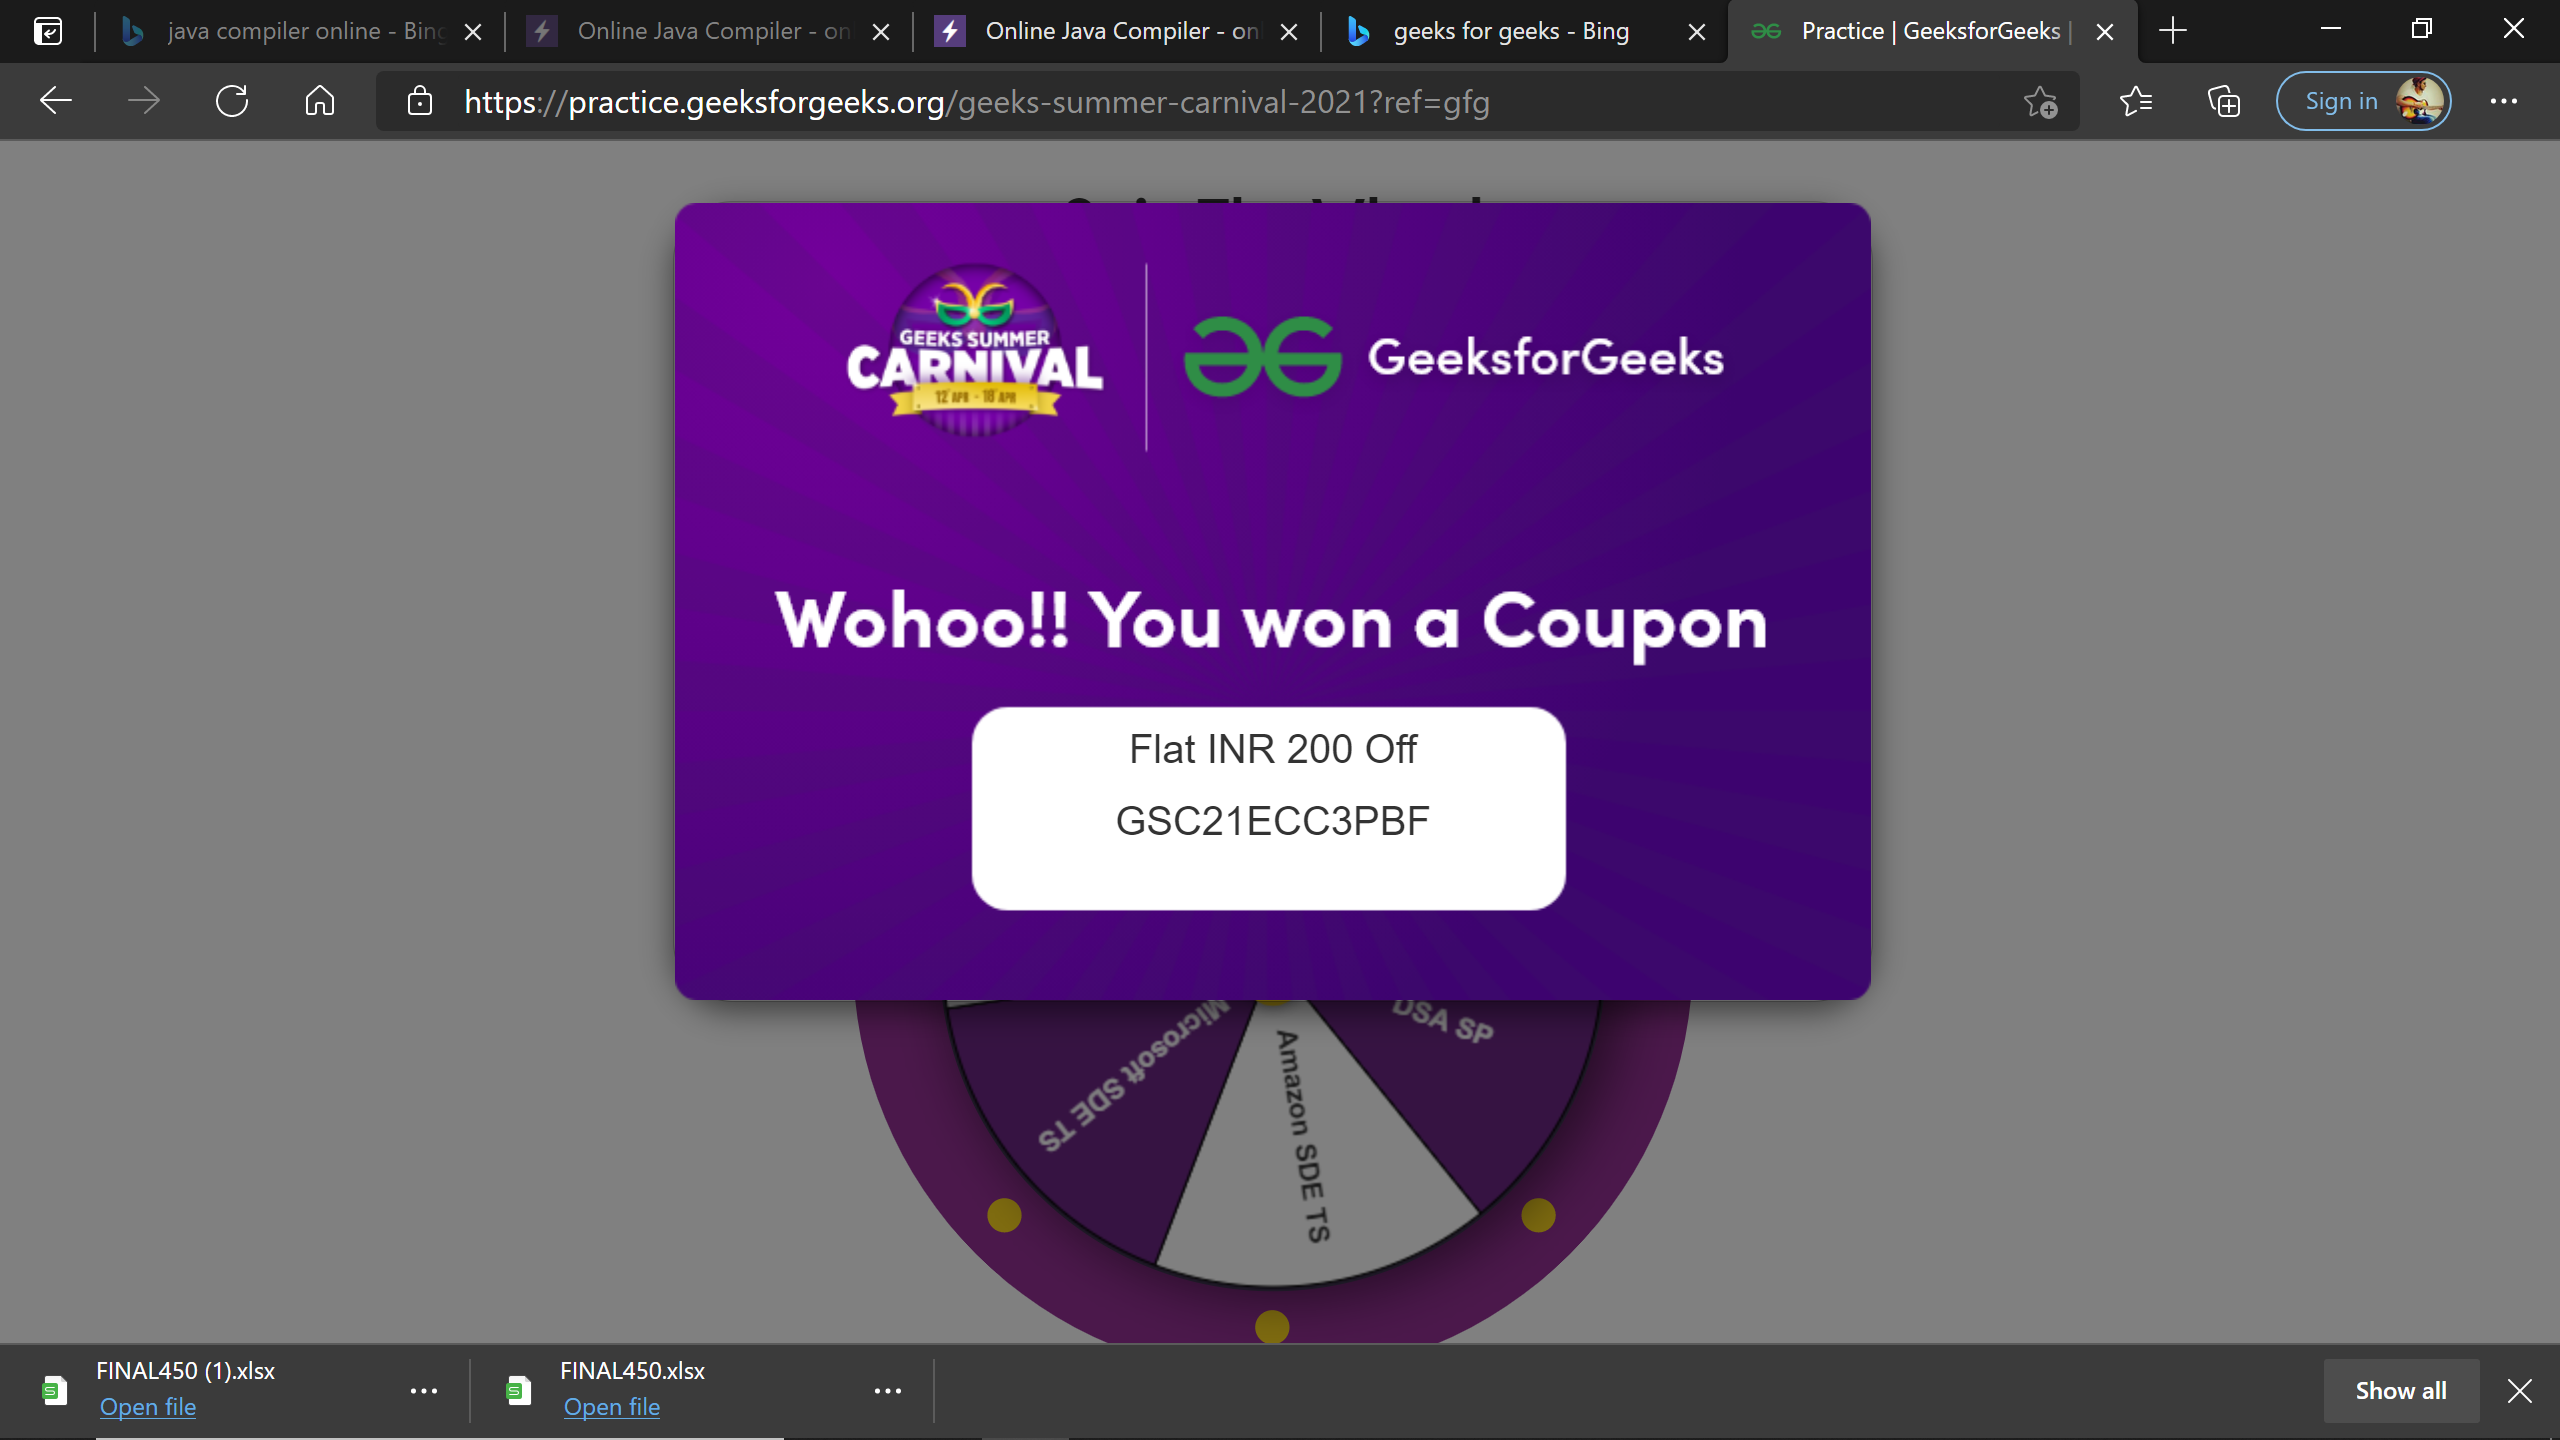 java compiler online - Bing
Online Java Compiler - on
Online Java Compiler - onl
geeks for geeks - Bing
Practice | GeeksforGeeks |
https://practice.geeksforgeeks.org/geeks-summer-carnival-2021?ref=gfg
Sign in
GEEKS SUMMER
CARNIVAL
12 APR - 18 APR
GeeksforGeeks
Wohoo!! You won a Coupon
Flat INR 200 Off
GSC21ECC3PBF
Microsoft SDE TS
Amazon SDE TS
DSA SP
FINAL450 (1).xlsx
Open file
FINAL450.xlsx
Open file
Show all